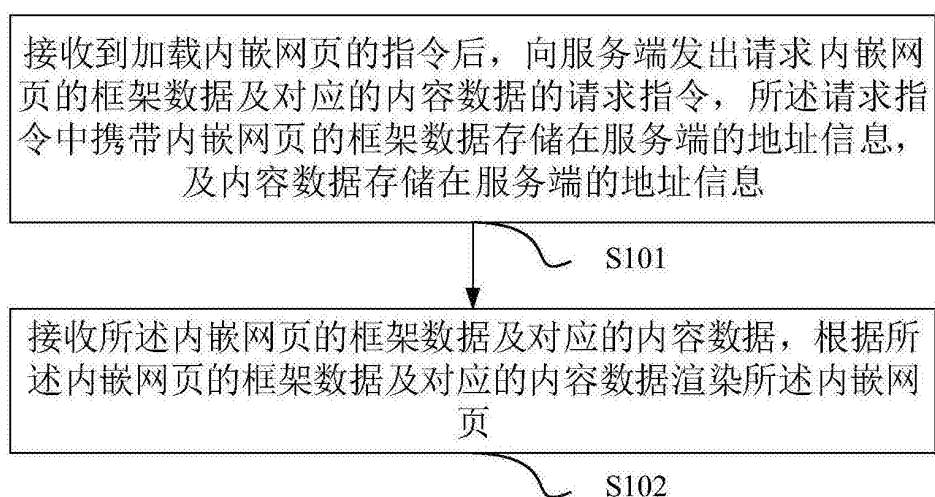 接收到加载内嵌网页的指令后，向服务端发出请求内嵌网
页的框架数据及对应的内容数据的请求指令，所述请求指
令中携带内嵌网页的框架数据存储在服务端的地址信息，
及内容数据存储在服务端的地址信息
S101
接收所述内嵌网页的框架数据及对应的内容数据，根据所
述内嵌网页的框架数据及对应的内容数据渲染所述内嵌网
页
S102